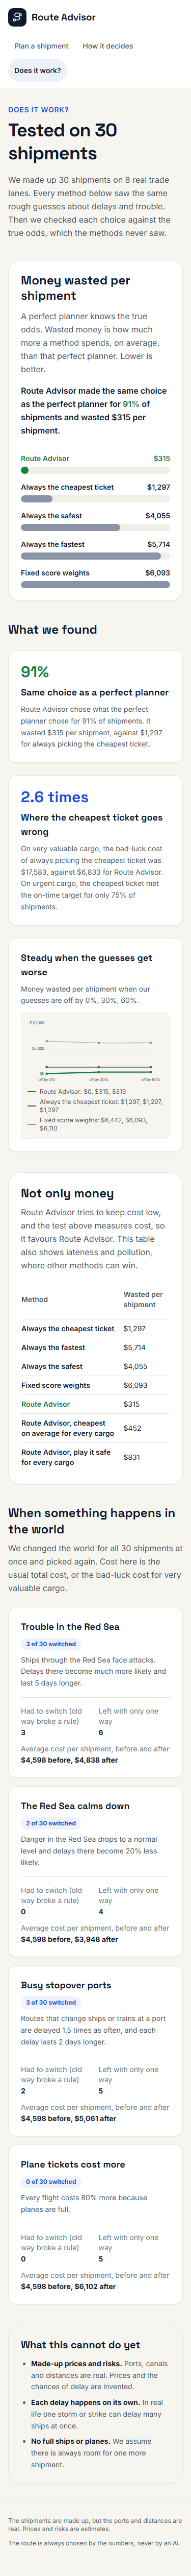 Route Advisor
Plan a shipment
How it decides
Does it work?
DOES IT WORK?
Tested on 30
shipments
We made up 30 shipments on 8 real trade
lanes. Every method below saw the same
rough guesses about delays and trouble.
Then we checked each choice against the
true odds, which the methods never saw.
Money wasted per
shipment
A perfect planner knows the true
odds. Wasted money is how much
more a method spends, on average,
than that perfect planner. Lower is
better.
Route Advisor made the same choice
as the perfect planner for 91% of
shipments and wasted $315 per
shipment.
Route Advisor $315
Always the cheapest ticket $1,297
Always the safest $4,055
Always the fastest $5,714
Fixed score weights $6,093
What we found
91%
Same choice as a perfect planner
Route Advisor chose what the perfect
planner chose for 91% of shipments. It
wasted $315 per shipment, against $1,297
for always picking the cheapest ticket.
2.6 times
Where the cheapest ticket goes
wrong
On very valuable cargo, the bad-luck cost
of always picking the cheapest ticket was
$17,583, against $6,833 for Route Advisor.
On urgent cargo, the cheapest ticket met
the on-time target for only 75% of
shipments.
Steady when the guesses get
worse
Money wasted per shipment when our
guesses are off by 0%, 30%, 60%.
$10,000
$5,000
$0
off by 0%
off by 30%
off by 60%
Route Advisor: $0, $315, $319
Always the cheapest ticket: $1,297, $1,297,
$1,297
Fixed score weights: $6,442, $6,093,
$6,110
Not only money
Route Advisor tries to keep cost low,
and the test above measures cost, so
it favours Route Advisor. This table
also shows lateness and pollution,
where other methods can win.
Method
Wasted per
shipment
Always the cheapest ticket $1,297
Always the fastest $5,714
Always the safest $4,055
Fixed score weights $6,093
Route Advisor $315
Route Advisor, cheapest
on average for every cargo
$452
Route Advisor, play it safe
for every cargo
$831
When something happens in
the world
We changed the world for all 30 shipments at
once and picked again. Cost here is the
usual total cost, or the bad-luck cost for very
valuable cargo.
Trouble in the Red Sea
3 of 30 switched
Ships through the Red Sea face attacks.
Delays there become much more likely and
last 5 days longer.
Had to switch (old
way broke a rule)
3
Left with only one
way
6
Average cost per shipment, before and after
$4,598 before, $4,838 after
The Red Sea calms down
2 of 30 switched
Danger in the Red Sea drops to a normal
level and delays there become 20% less
likely.
Had to switch (old
way broke a rule)
0
Left with only one
way
4
Average cost per shipment, before and after
$4,598 before, $3,948 after
Busy stopover ports
3 of 30 switched
Routes that change ships or trains at a port
are delayed 1.5 times as often, and each
delay lasts 2 days longer.
Had to switch (old
way broke a rule)
2
Left with only one
way
5
Average cost per shipment, before and after
$4,598 before, $5,061 after
Plane tickets cost more
0 of 30 switched
Every flight costs 80% more because
planes are full.
Had to switch (old
way broke a rule)
0
Left with only one
way
5
Average cost per shipment, before and after
$4,598 before, $6,102 after
What this cannot do yet
Made-up prices and risks. Ports, canals
and distances are real. Prices and the
chances of delay are invented.
Each delay happens on its own. In real
life one storm or strike can delay many
ships at once.
No full ships or planes. We assume
there is always room for one more
shipment.
The shipments are made up, but the ports and distances are
real. Prices and risks are estimates.
The route is always chosen by the numbers, never by an AI.